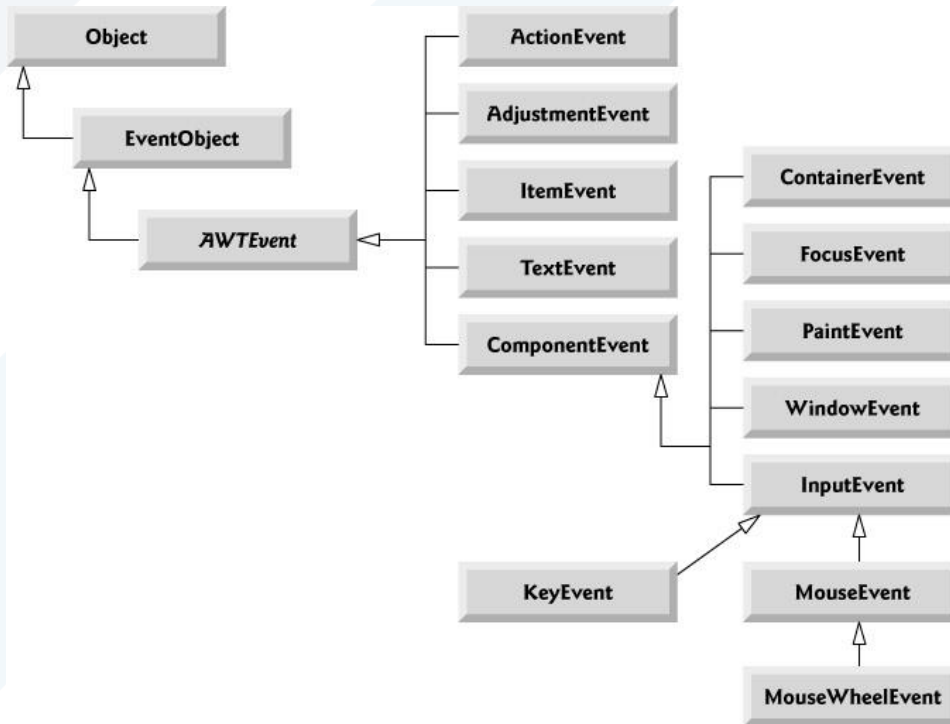 Object
EventObject
AWTEvent
ActionEvent
AdjustmentEvent
ItemEvent
TextEvent
ComponentEvent
ContainerEvent
FocusEvent
PaintEvent
WindowEvent
InputEvent
KeyEvent
MouseEvent
MouseWheelEvent